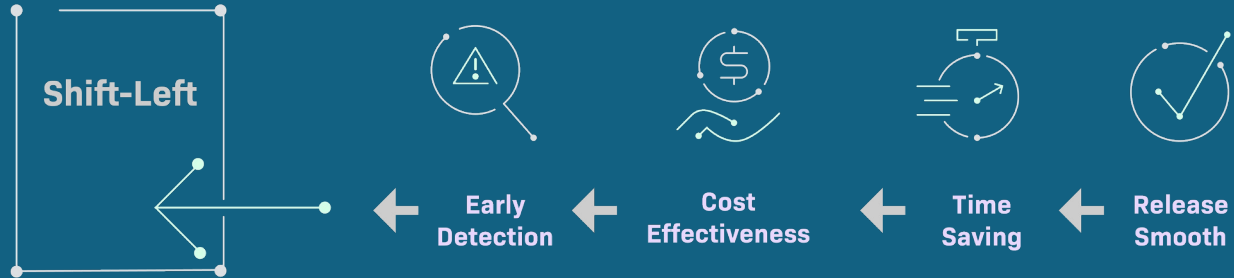 Shift-Left
Early
Detection
Cost
Effectiveness
Time
Saving
Release
Smooth